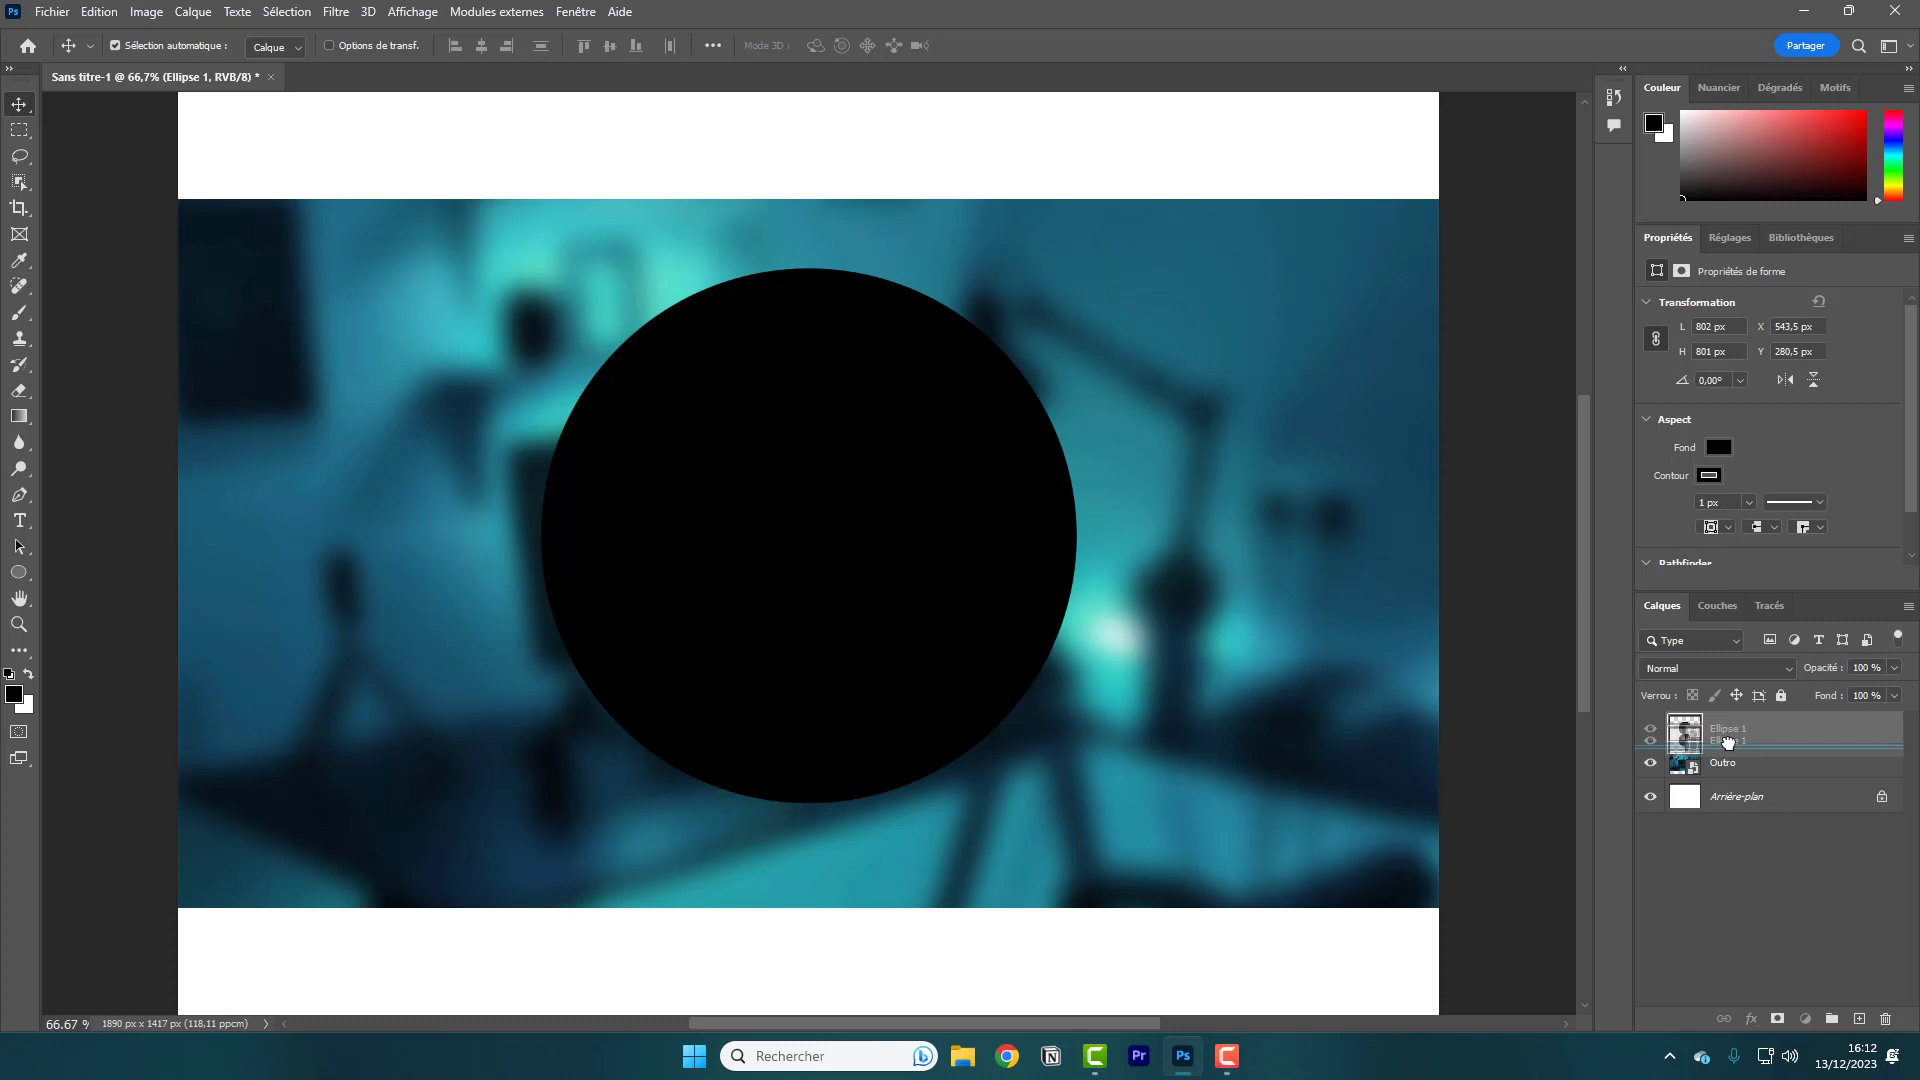 Ps Fichier Edition Image Calque Texte Sélection Filtre 3D Affichage Modules externes Fenêtre Aide
Sélection automatique : Calque Options de transf. Mode 3D : Partager
Sans titre-1 @ 66,7% (Ellipse 1, RVB/8) *
Couleur Nuancier Dégradés Motifs
Propriétés Réglages Bibliothèques
Propriétés de forme
Transformation
L 802 px X 543,5 px
H 801 px Y 280,5 px
0,00°
Aspect
Fond
Contour
1 px
Pathfinder
Calques Couches Tracés
Type
Normal Opacité : 100 %
Verrou : Fond : 100 %
Ellipse 1
Outro
Arrière-plan
fx
66.67 % 1890 px x 1417 px (118,11 ppcm)
Rechercher
Pr Ps
16:12
13/12/2023